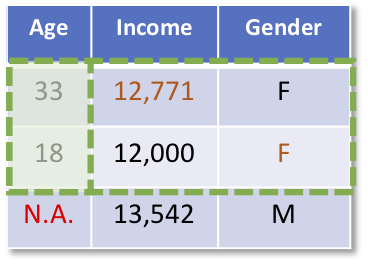 Age Income Gender
33 12,771 F
18 12,000 F
N.A. 13,542 M